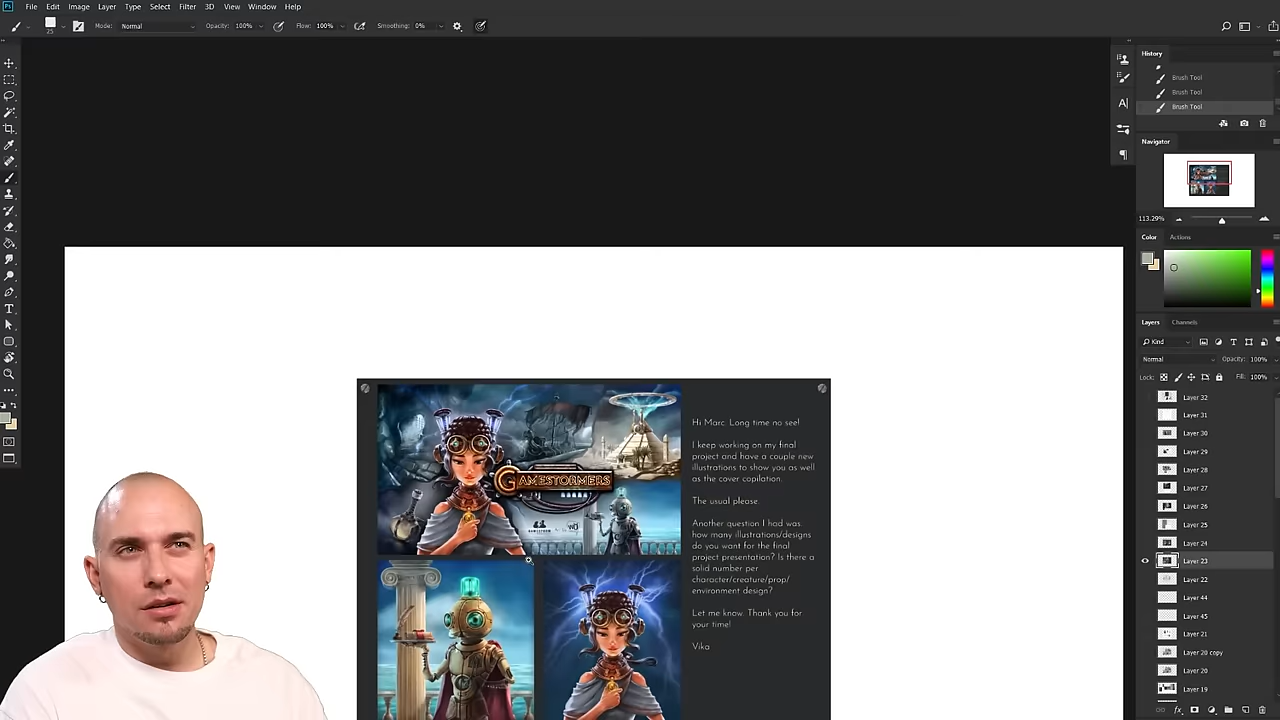 File Edit Image Layer Type Select Filter 3D View Window Help
25 Mode: Normal Opacity: 100% Flow: 100% Smoothing: 0%
History
Brush Tool
Brush Tool
Brush Tool
Navigator
113.29%
Color Actions
Layers Channels
Kind
Normal Opacity: 100%
Lock: Fill: 100%
Layer 32
Layer 31
Layer 30
Layer 29
Layer 28
Layer 27
Layer 26
Layer 25
Layer 24
Layer 23
Layer 22
Layer 44
Layer 45
Layer 21
Layer 20 copy
Layer 20
Layer 19
GAMESTORMERS
Hi Marc. Long time no see!
I keep working on my final
project and have a couple new
illustrations to show you as well
as the cover copilation.
The usual please.
Another question I had was:
how many illustrations/designs
do you want for the final
project presentation? Is there a
solid number per
character/creature/prop/
environment design?
Let me know. Thank you for
your time!
Vika